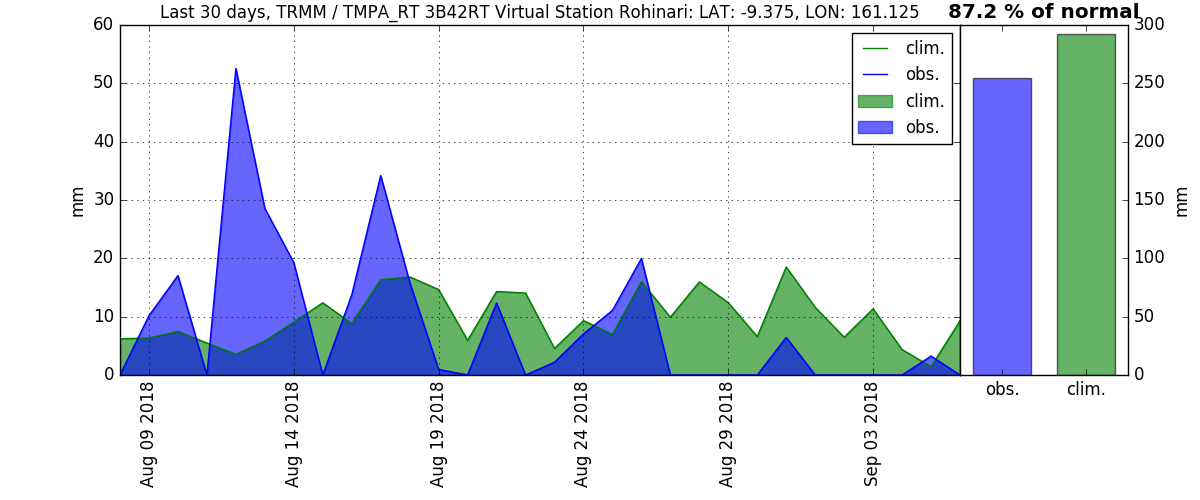 Last 30 days, TRMM / TMPA_RT 3B42RT Virtual Station Rohinari: LAT: -9.375, LON: 161.125
87.2 % of normal
60
50
40
30
20
10
0
mm
clim.
obs.
clim.
obs.
Aug 09 2018
Aug 14 2018
Aug 19 2018
Aug 24 2018
Aug 29 2018
Sep 03 2018
300
250
200
150
100
50
0
mm
obs.
clim.